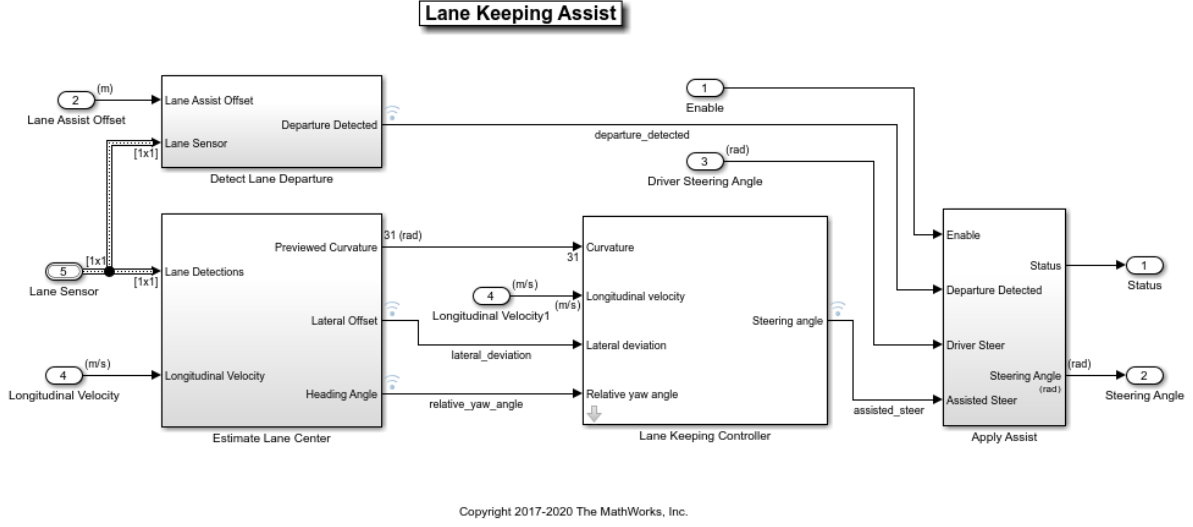 Lane Keeping Assist
2
(m)
Lane Assist Offset
Lane Assist Offset
Lane Sensor
Departure Detected
[1x1]
Detect Lane Departure
departure_detected
1
Enable
3
(rad)
Driver Steering Angle
5
[1x1
Lane Sensor
[1x1]
4
(m/s)
Longitudinal Velocity
Lane Detections
Longitudinal Velocity
Previewed Curvature
Lateral Offset
Heading Angle
Estimate Lane Center
31 (rad)
lateral_deviation
relative_yaw_angle
31
4
(m/s)
(m/s)
Longitudinal Velocity1
Curvature
Longitudinal velocity
Lateral deviation
Relative yaw angle
Steering angle
Lane Keeping Controller
assisted_steer
Enable
Departure Detected
Driver Steer
Assisted Steer
Status
Steering Angle
(rad)
Apply Assist
1
Status
(rad)
2
Steering Angle
Copyright 2017-2020 The MathWorks, Inc.